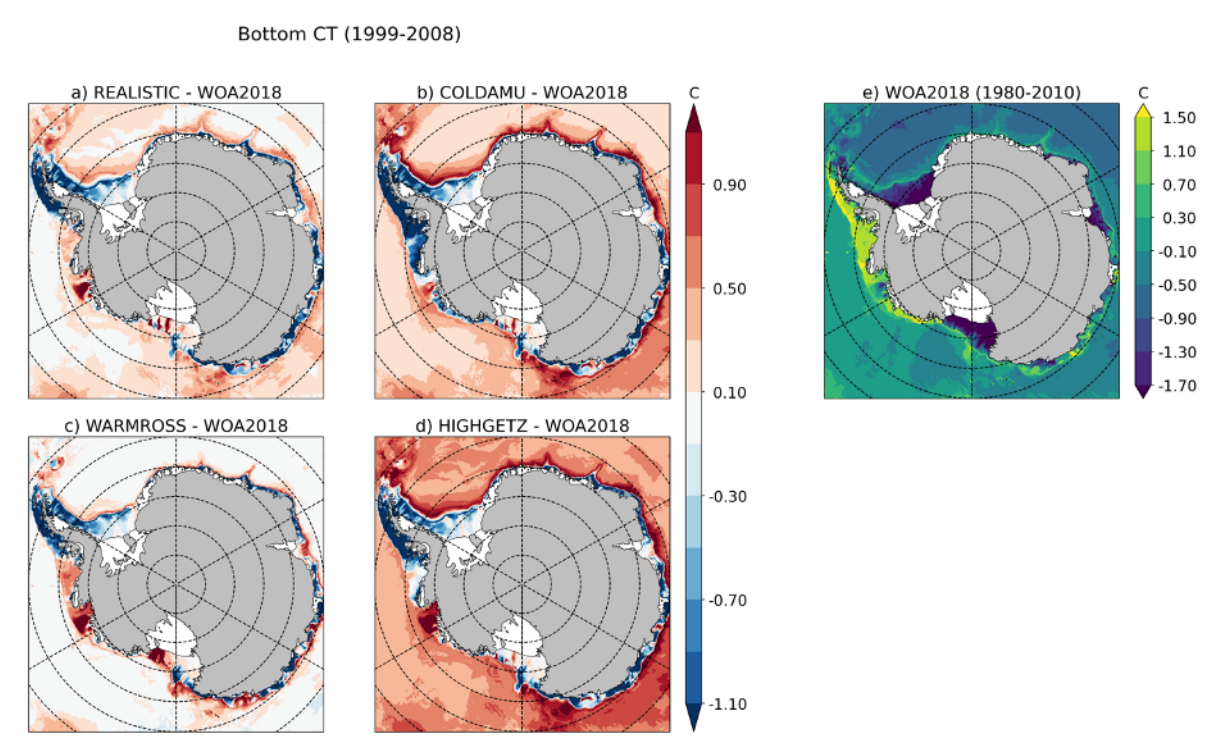 Bottom CT (1999-2008)
a) REALISTIC - WOA2018
b) COLDAMU - WOA2018
C
e) WOA2018 (1980-2010)
C
0.90
0.50
0.10
-0.30
-0.70
-1.10
1.50
1.10
0.70
0.30
-0.10
-0.50
-0.90
-1.30
-1.70
c) WARMROSS - WOA2018
d) HIGHGETZ - WOA2018